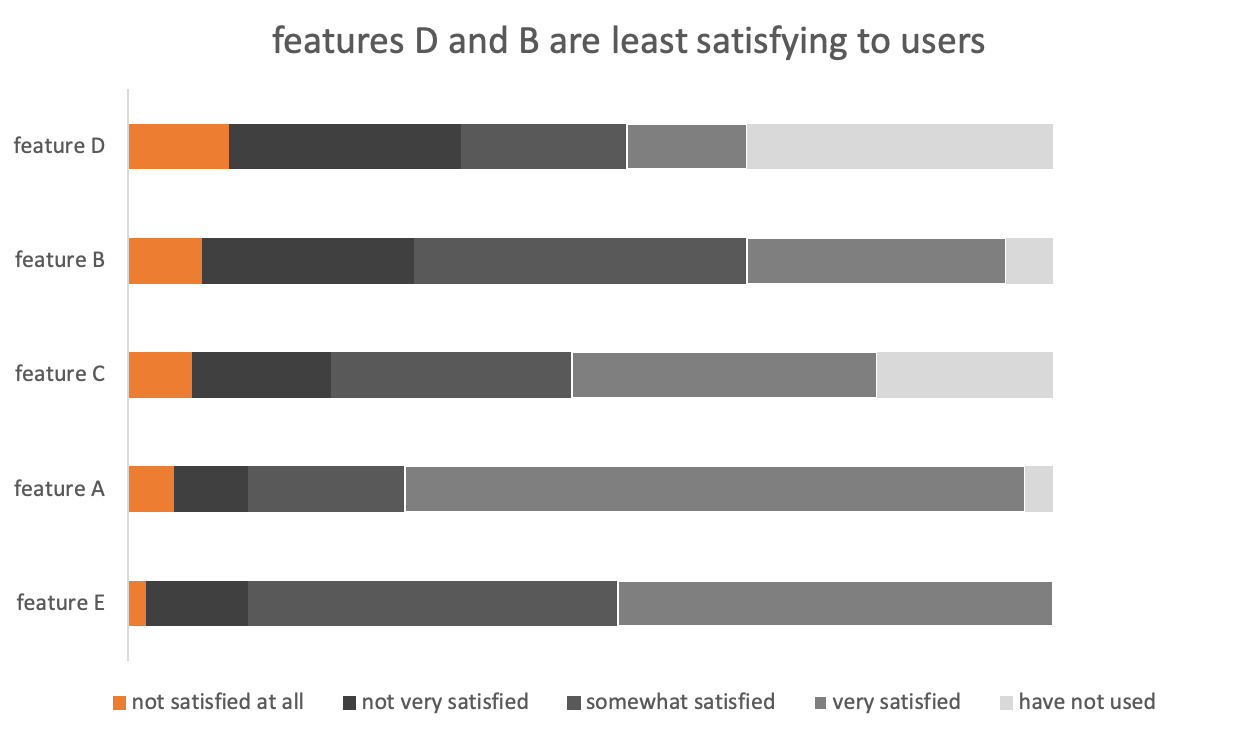 features D and B are least satisfying to users
feature D
feature B
feature C
feature A
feature E
not satisfied at all not very satisfied somewhat satisfied very satisfied have not used